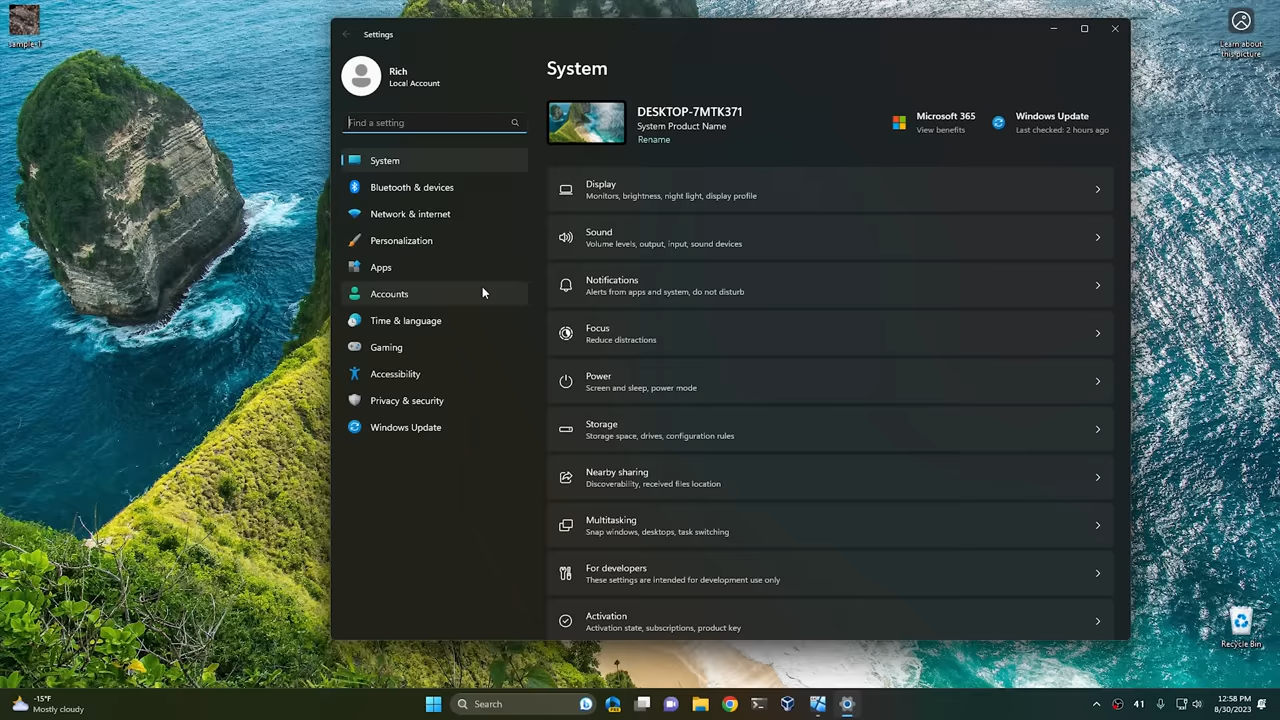 sample-1
Learn about
this picture
Settings
Rich
Local Account
Find a setting
System
Bluetooth & devices
Network & internet
Personalization
Apps
Accounts
Time & language
Gaming
Accessibility
Privacy & security
Windows Update
System
DESKTOP-7MTK371
System Product Name
Rename
Microsoft 365
View benefits
Windows Update
Last checked: 2 hours ago
Display
Monitors, brightness, night light, display profile
Sound
Volume levels, output, input, sound devices
Notifications
Alerts from apps and system, do not disturb
Focus
Reduce distractions
Power
Screen and sleep, power mode
Storage
Storage space, drives, configuration rules
Nearby sharing
Discoverability, received files location
Multitasking
Snap windows, desktops, task switching
For developers
These settings are intended for development use only
Activation
Activation state, subscriptions, product key
Recycle Bin
-15°F
Mostly cloudy
Search
41
12:58 PM
8/30/2023